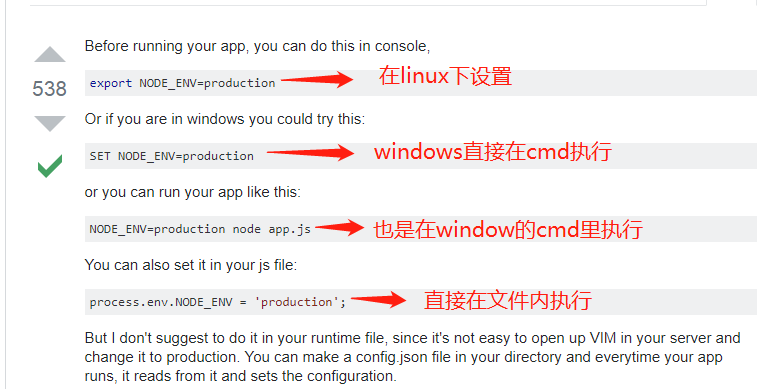 Before running your app, you can do this in console,
export NODE_ENV=production 在linux下设置
538
Or if you are in windows you could try this:
SET NODE_ENV=production windows直接在cmd执行
or you can run your app like this:
NODE_ENV=production node app.js 也是在window的cmd里执行
You can also set it in your js file:
process.env.NODE_ENV = 'production'; 直接在文件内执行
But I don't suggest to do it in your runtime file, since it's not easy to open up VIM in your server and
change it to production. You can make a config.json file in your directory and everytime your app
runs, it reads from it and sets the configuration.